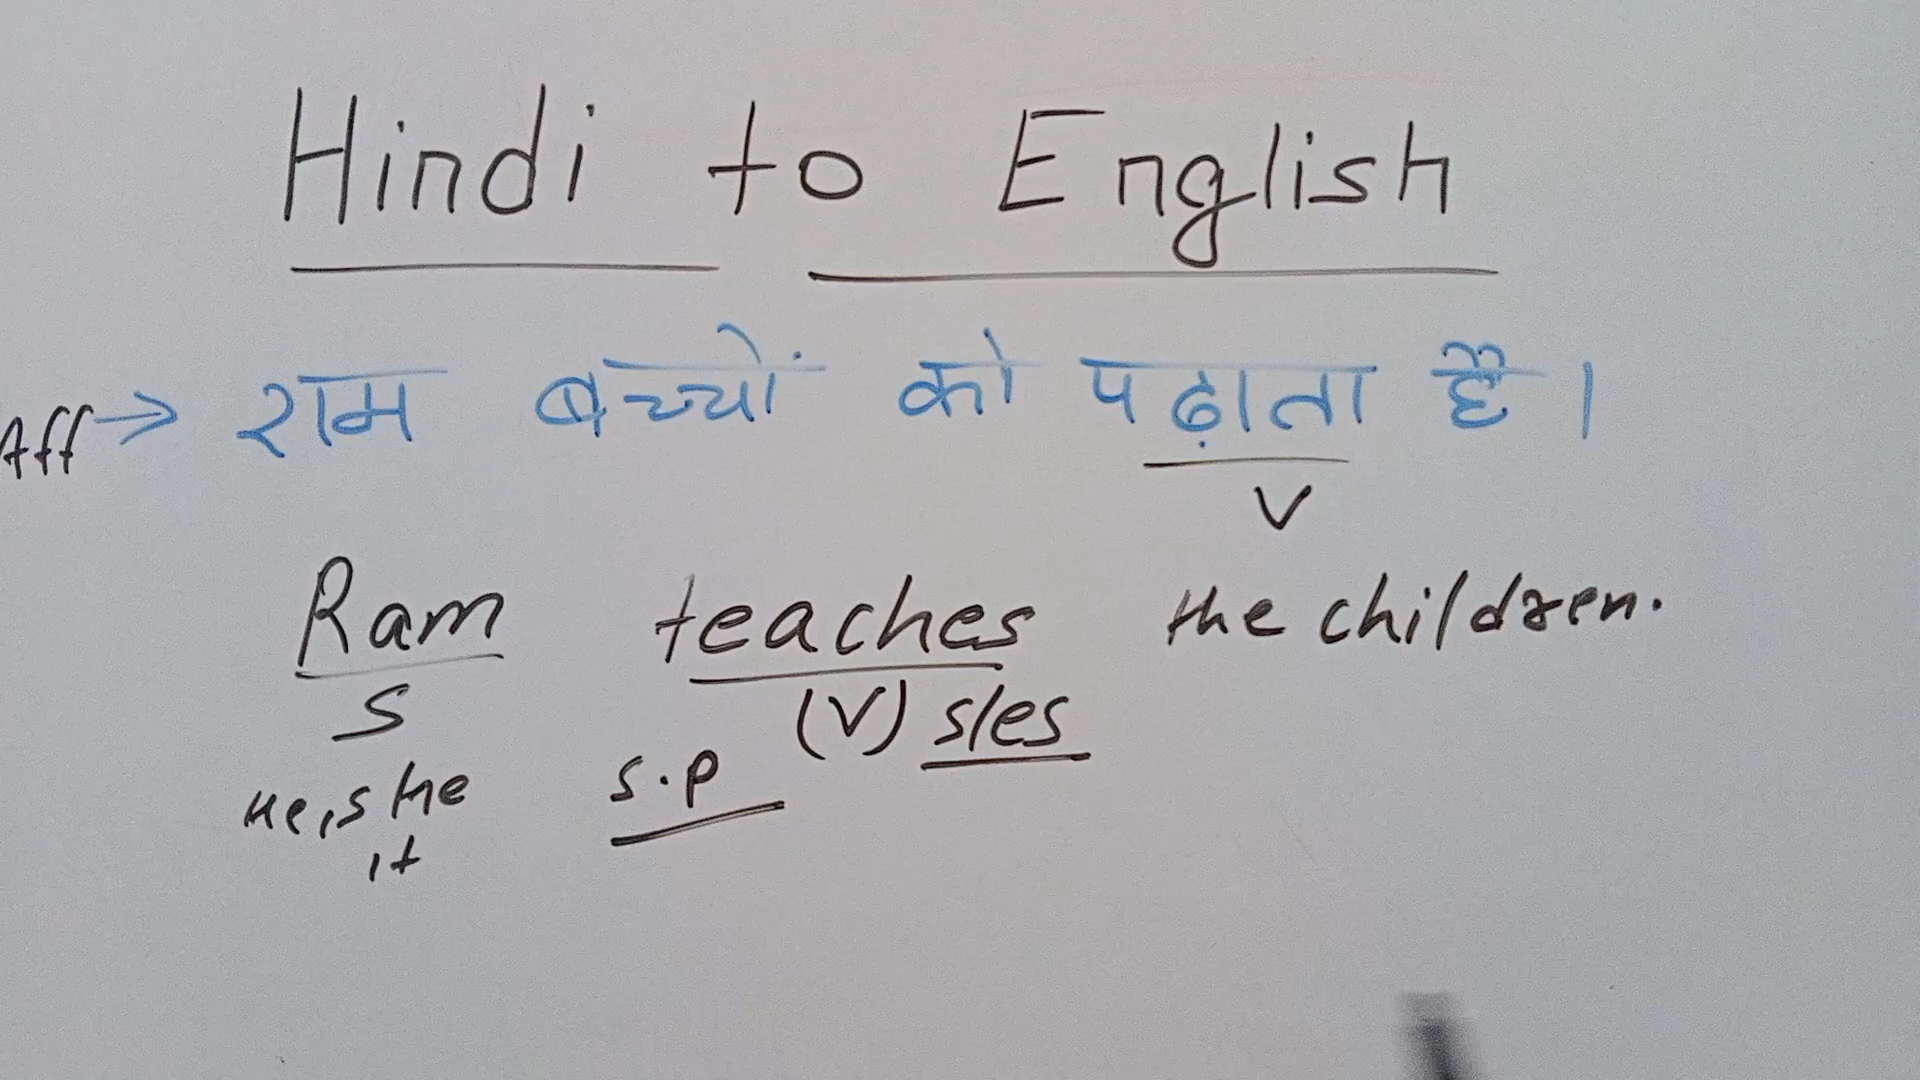 Hindi to English
Aff → राम बच्चों को पढ़ाता है।
V
Ram teaches the children.
S (V) s/es
He, she s.p
it